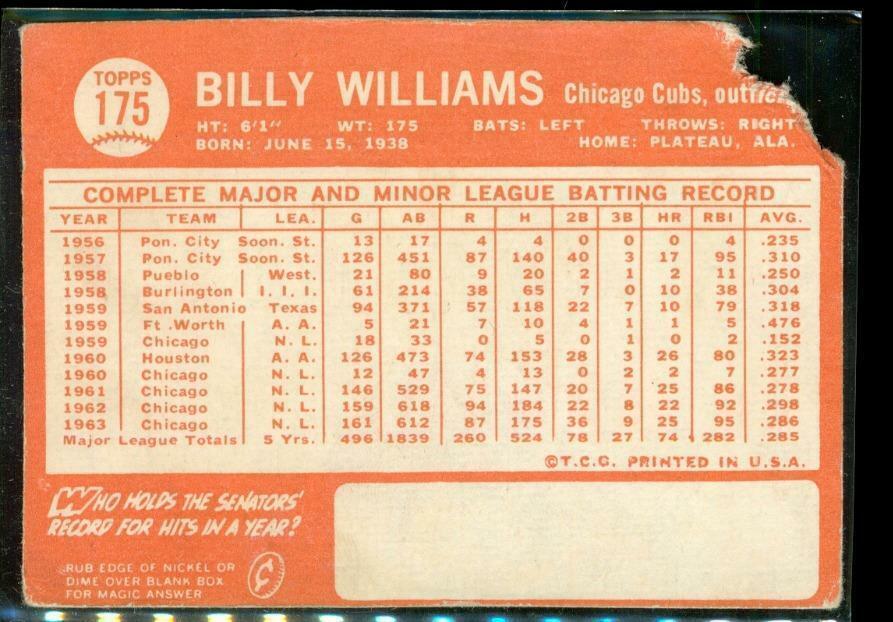 TOPPS
175
BILLY WILLIAMS Chicago Cubs, outfie
HT: 6'1" WT: 175 BATS: LEFT THROWS: RIGHT
BORN: JUNE 15, 1938 HOME: PLATEAU, ALA.
COMPLETE MAJOR AND MINOR LEAGUE BATTING RECORD
YEAR TEAM LEA. G AB R H 2B 3B HR RBI AVG.
1956 Pon. City Soon. St. 13 17 4 4 0 0 0 4 .235
1957 Pon. City Soon. St. 126 451 87 140 40 3 17 95 .310
1958 Pueblo West. 21 80 9 20 2 1 2 11 .250
1958 Burlington I. I. I. 61 214 38 65 7 0 10 38 .304
1959 San Antonio Texas 94 371 57 118 22 7 10 79 .318
1959 Ft .Worth A. A. 5 21 7 10 4 1 1 5 .476
1959 Chicago N. L. 18 33 0 5 0 1 0 2 .152
1960 Houston A. A. 126 473 74 153 28 3 26 80 .323
1960 Chicago N. L. 12 47 4 13 0 2 2 7 .277
1961 Chicago N. L. 146 529 75 147 20 7 25 86 .278
1962 Chicago N. L. 159 618 94 184 22 8 22 92 .298
1963 Chicago N. L. 161 612 87 175 36 9 25 95 .286
Major League Totals 5 Yrs. 496 1839 260 524 78 27 74 282 .285
©T.C.G. PRINTED IN U.S.A.
WHO HOLDS THE SENATORS'
RECORD FOR HITS IN A YEAR?
RUB EDGE OF NICKEL OR
DIME OVER BLANK BOX
FOR MAGIC ANSWER
¢